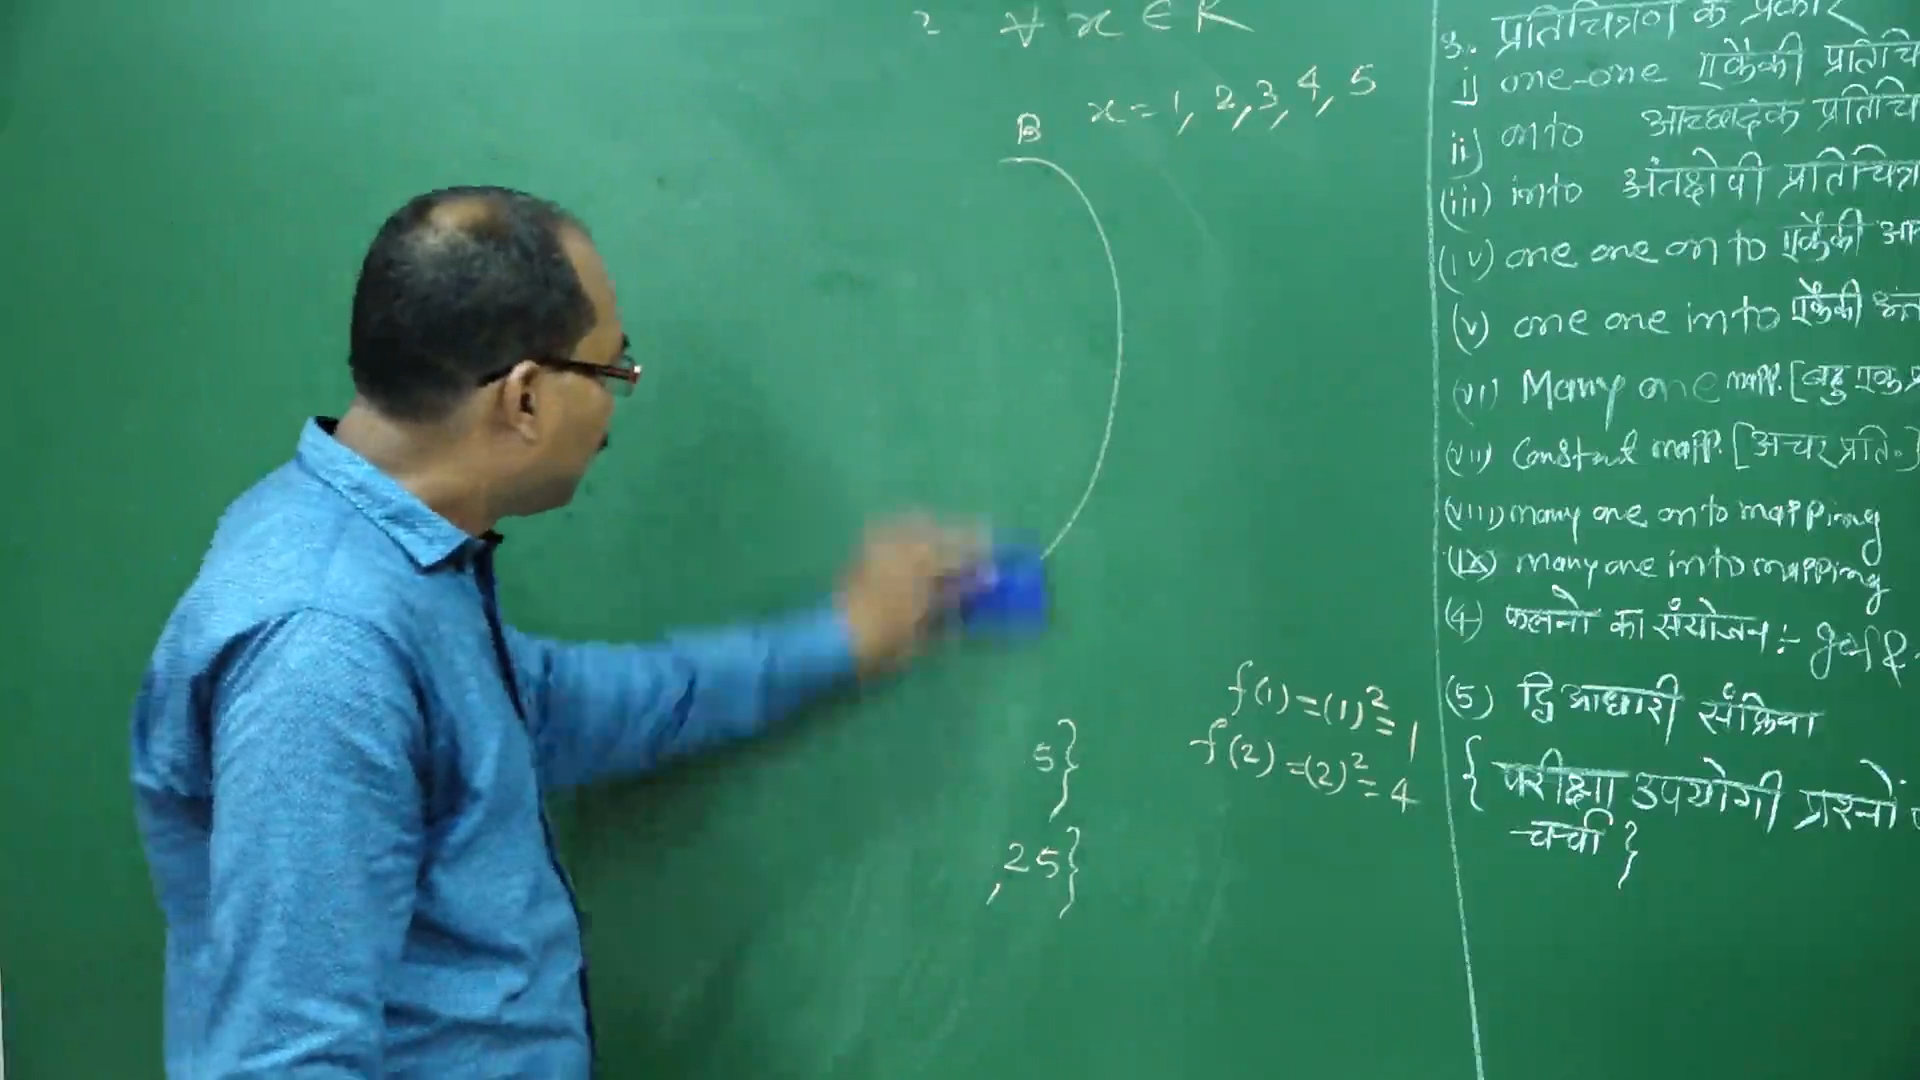 2 ∀ x ∈ R
x = 1, 2, 3, 4, 5
B
f(1) = (1)² = 1
f(2) = (2)² = 4
5}
, 25}
3. प्रतिचित्रण के प्रकार
i) one-one एकैकी प्रतिचि
ii) onto आच्छादक प्रतिचि
(iii) into अंतक्षेपी प्रतिचित्र
(iv) one one onto एकैकी आ
(v) one one into एकैकी अंत
(vi) Many one mapp. [बहु एक प्र
(vii) Constant mapp. [अचर प्रति॰]
(viii) many one onto mapping
(ix) many one into mapping
(4) फलनो का संयोजन :- gof
(5) द्वि आधारी संक्रिया
{ परीक्षा उपयोगी प्रश्नों
चर्चा }